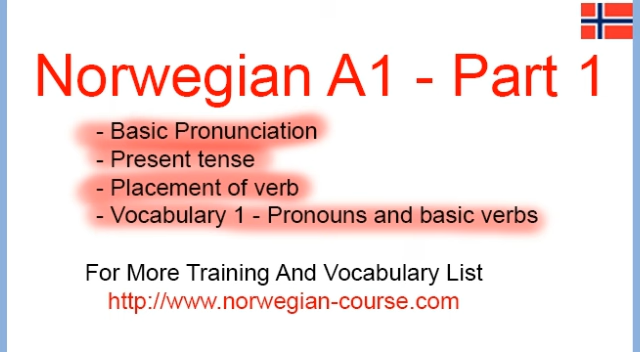 Norwegian A1 - Part 1
- Basic Pronunciation
- Present tense
- Placement of verb
- Vocabulary 1 - Pronouns and basic verbs
For More Training And Vocabulary List
http://www.norwegian-course.com